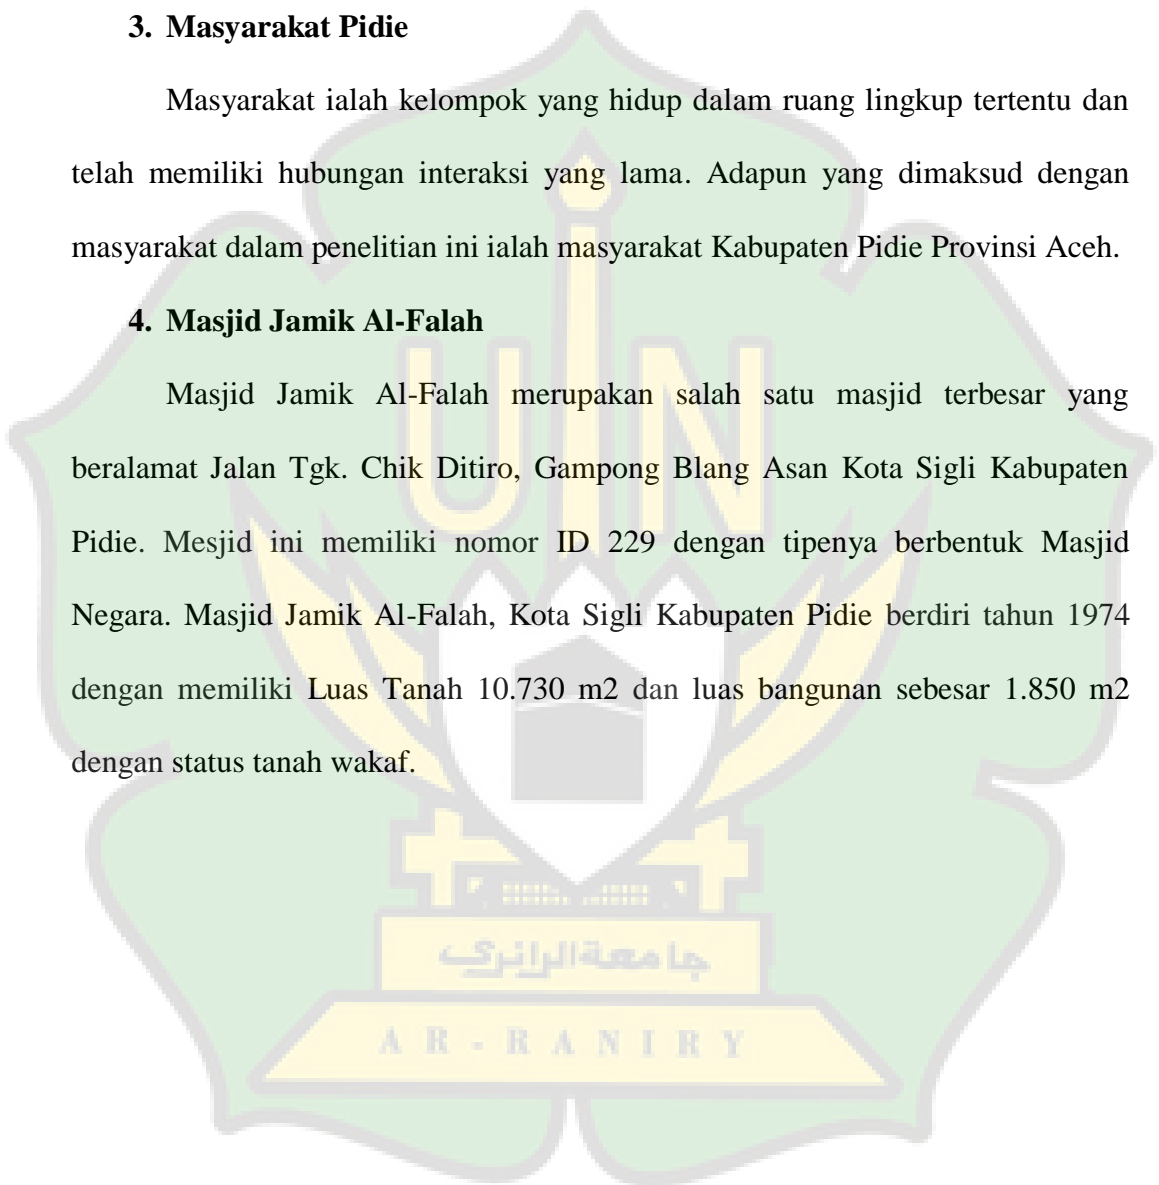 3. Masyarakat Pidie
Masyarakat ialah kelompok yang hidup dalam ruang lingkup tertentu dan
telah memiliki hubungan interaksi yang lama. Adapun yang dimaksud dengan
masyarakat dalam penelitian ini ialah masyarakat Kabupaten Pidie Provinsi Aceh.
4. Masjid Jamik Al-Falah
Masjid Jamik Al-Falah merupakan salah satu masjid terbesar yang
beralamat Jalan Tgk. Chik Ditiro, Gampong Blang Asan Kota Sigli Kabupaten
Pidie. Mesjid ini memiliki nomor ID 229 dengan tipenya berbentuk Masjid
Negara. Masjid Jamik Al-Falah, Kota Sigli Kabupaten Pidie berdiri tahun 1974
dengan memiliki Luas Tanah 10.730 m2 dan luas bangunan sebesar 1.850 m2
dengan status tanah wakaf.
UIN
جامعة الرانري
AR-RANIRY